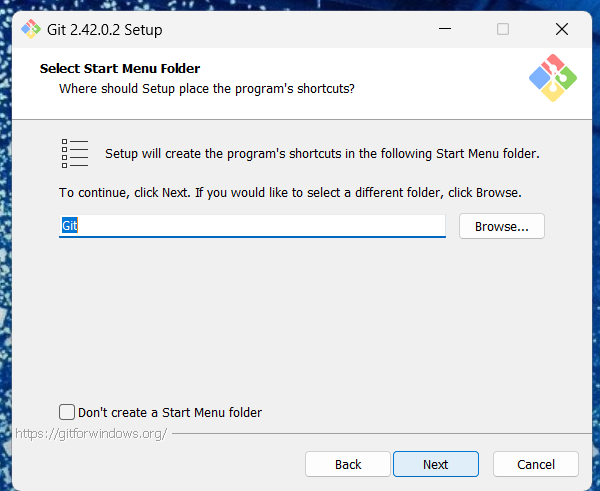 Git 2.42.0.2 Setup
Select Start Menu Folder
Where should Setup place the program's shortcuts?
Setup will create the program's shortcuts in the following Start Menu folder.
To continue, click Next. If you would like to select a different folder, click Browse.
Git
Browse...
Don't create a Start Menu folder
https://gitforwindows.org/
Back
Next
Cancel